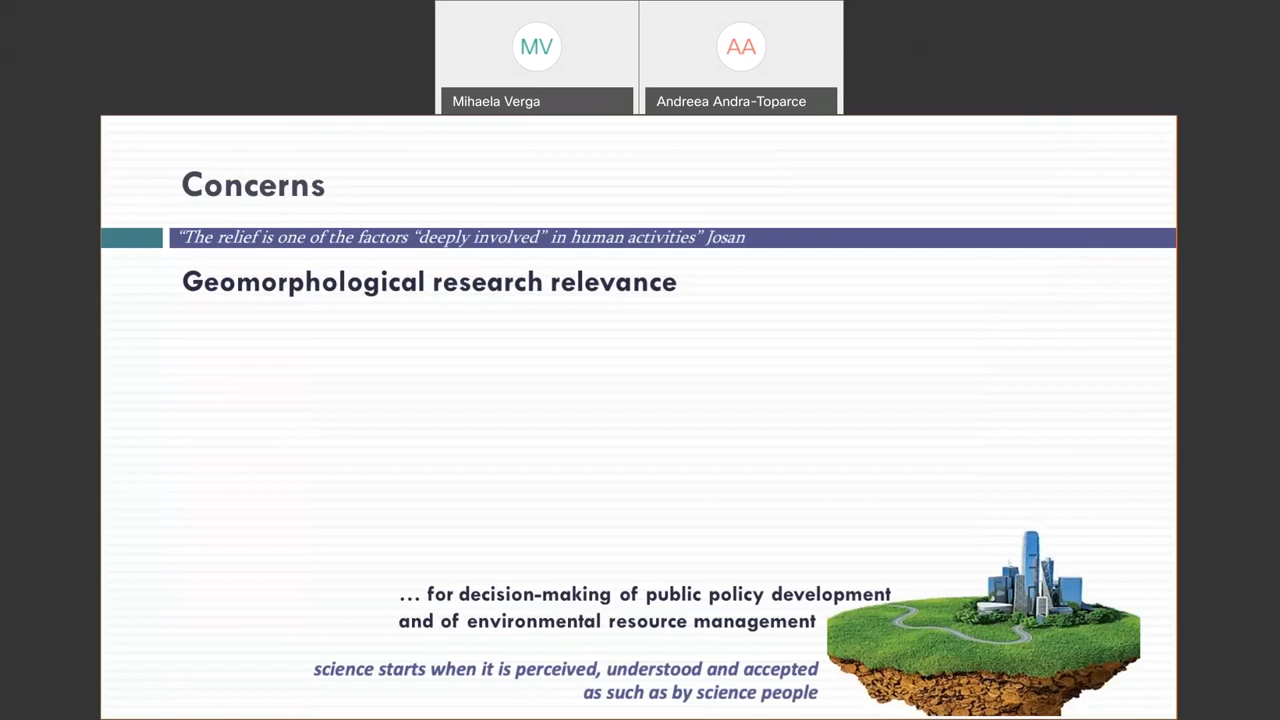 MV
AA
Mihaela Verga
Andreea Andra-Toparce
Concerns
“The relief is one of the factors “deeply involved” in human activities” Josan
Geomorphological research relevance
... for decision-making of public policy development
and of environmental resource management
science starts when it is perceived, understood and accepted
as such as by science people